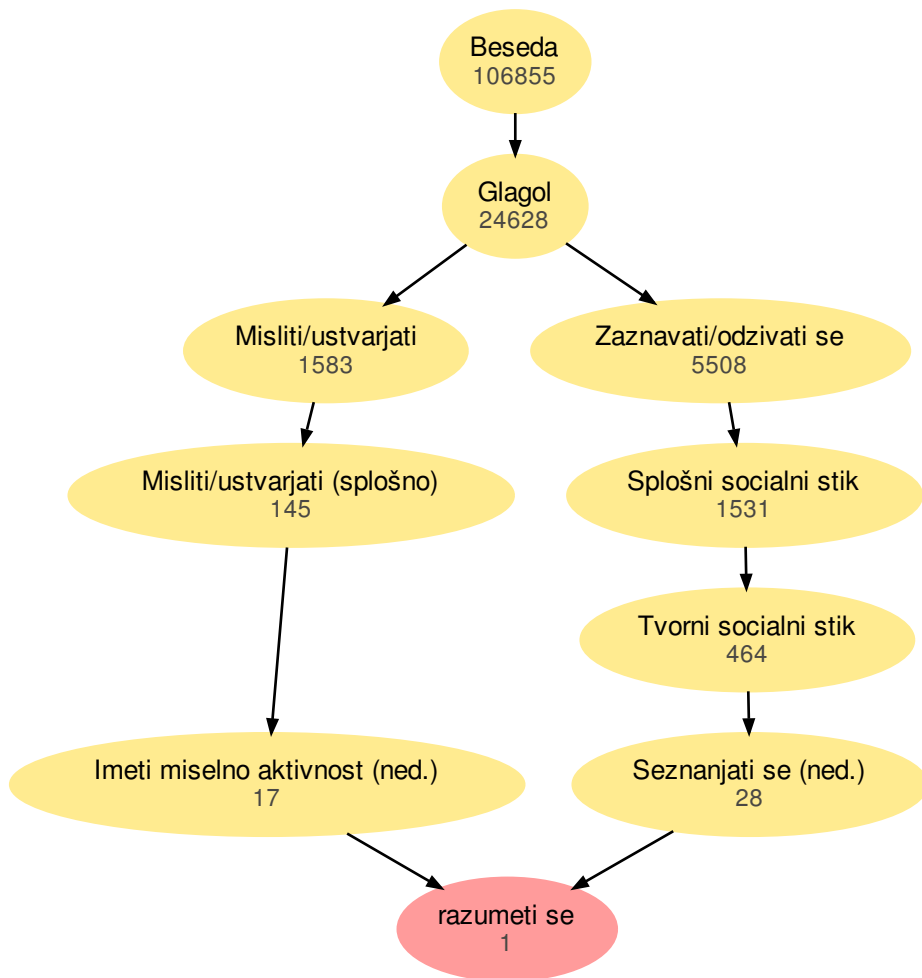 Beseda
106855
Glagol
24628
Misliti/ustvarjati
1583
Zaznavati/odzivati se
5508
Misliti/ustvarjati (splošno)
145
Splošni socialni stik
1531
Tvorni socialni stik
464
Imeti miselno aktivnost (ned.)
17
Seznanjati se (ned.)
28
razumeti se
1